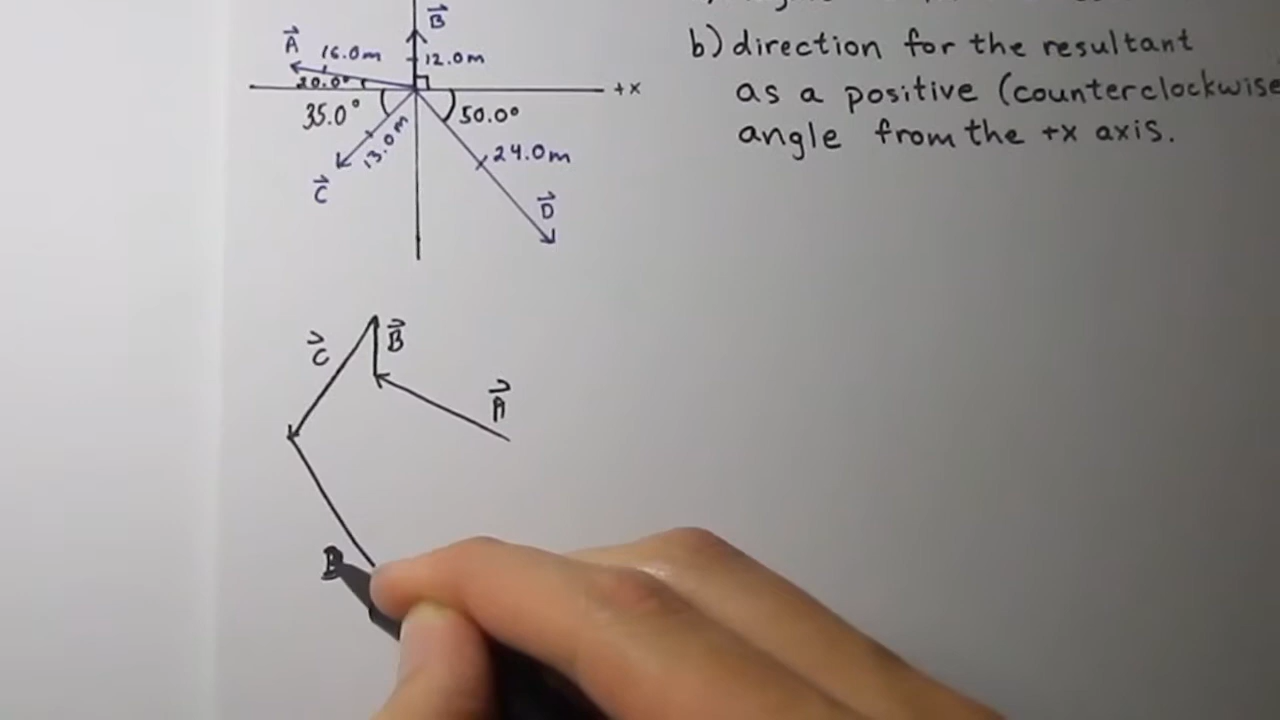 b) direction for the resultant
as a positive (counterclockwise
angle from the +x axis.
B
A
16.0m
12.0m
20.0°
+x
35.0°
50.0°
13.0m
24.0m
C
D
C
B
A